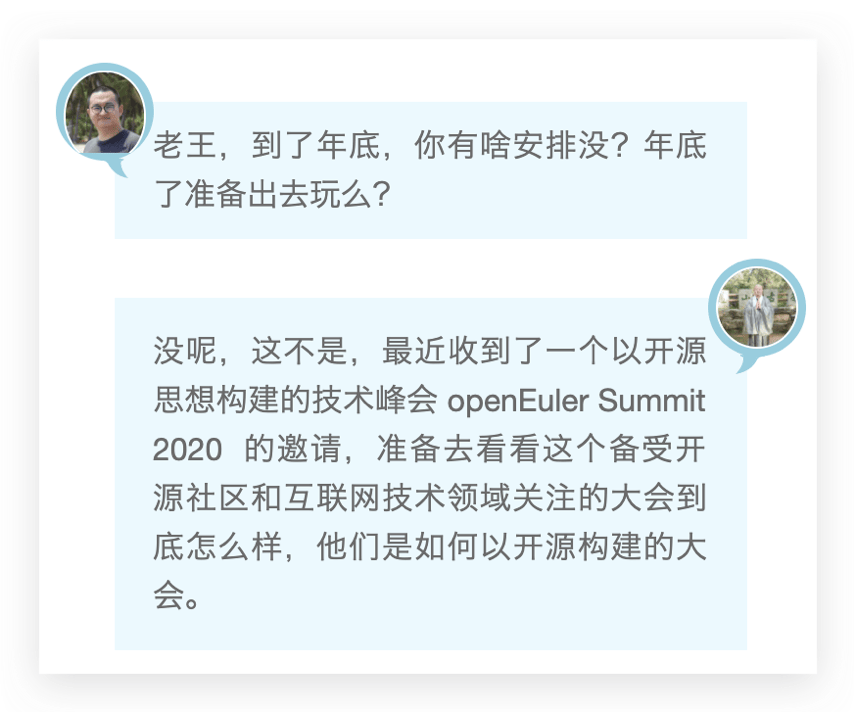 老王，到了年底，你有啥安排没？年底
了准备出去玩么？
没呢，这不是，最近收到了一个以开源
思想构建的技术峰会 openEuler Summit
2020 的邀请，准备去看看这个备受开
源社区和互联网技术领域关注的大会到
底怎么样，他们是如何以开源构建的大
会。